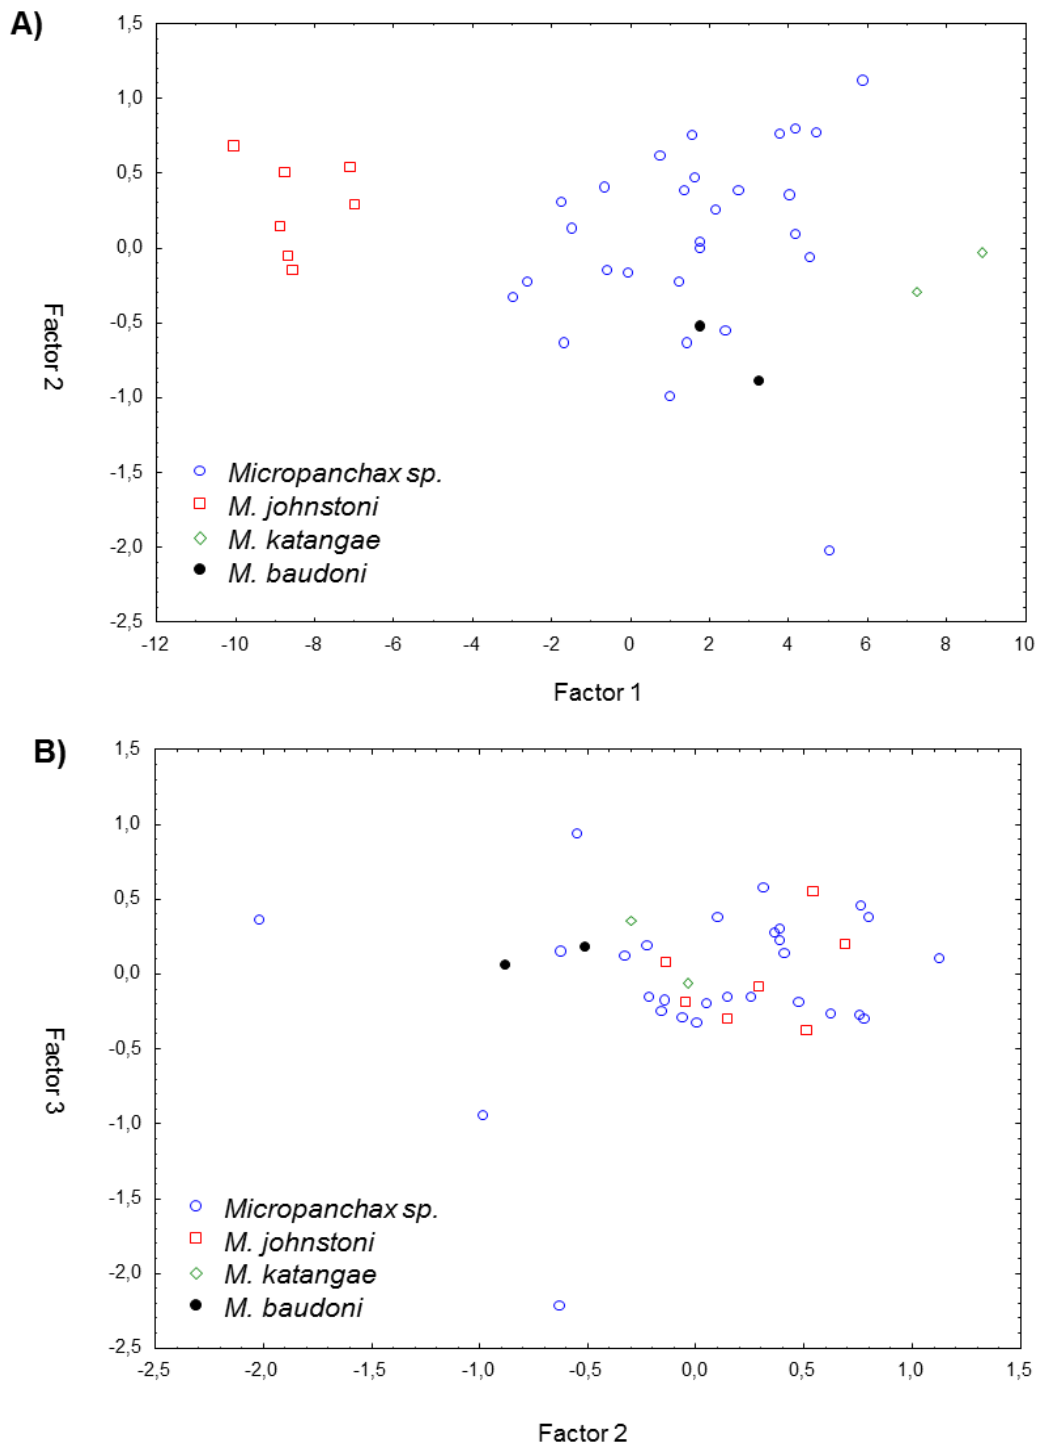 A)
1,5
1,0
0,5
0,0
-0,5
-1,0
-1,5
-2,0
-2,5
Factor 2
Micropanchax sp.
M. johnstoni
M. katangae
M. baudoni
-12 -10 -8 -6 -4 -2 0 2 4 6 8 10
Factor 1
B)
1,5
1,0
0,5
0,0
-0,5
-1,0
-1,5
-2,0
-2,5
Factor 3
Micropanchax sp.
M. johnstoni
M. katangae
M. baudoni
-2,5 -2,0 -1,5 -1,0 -0,5 0,0 0,5 1,0 1,5
Factor 2